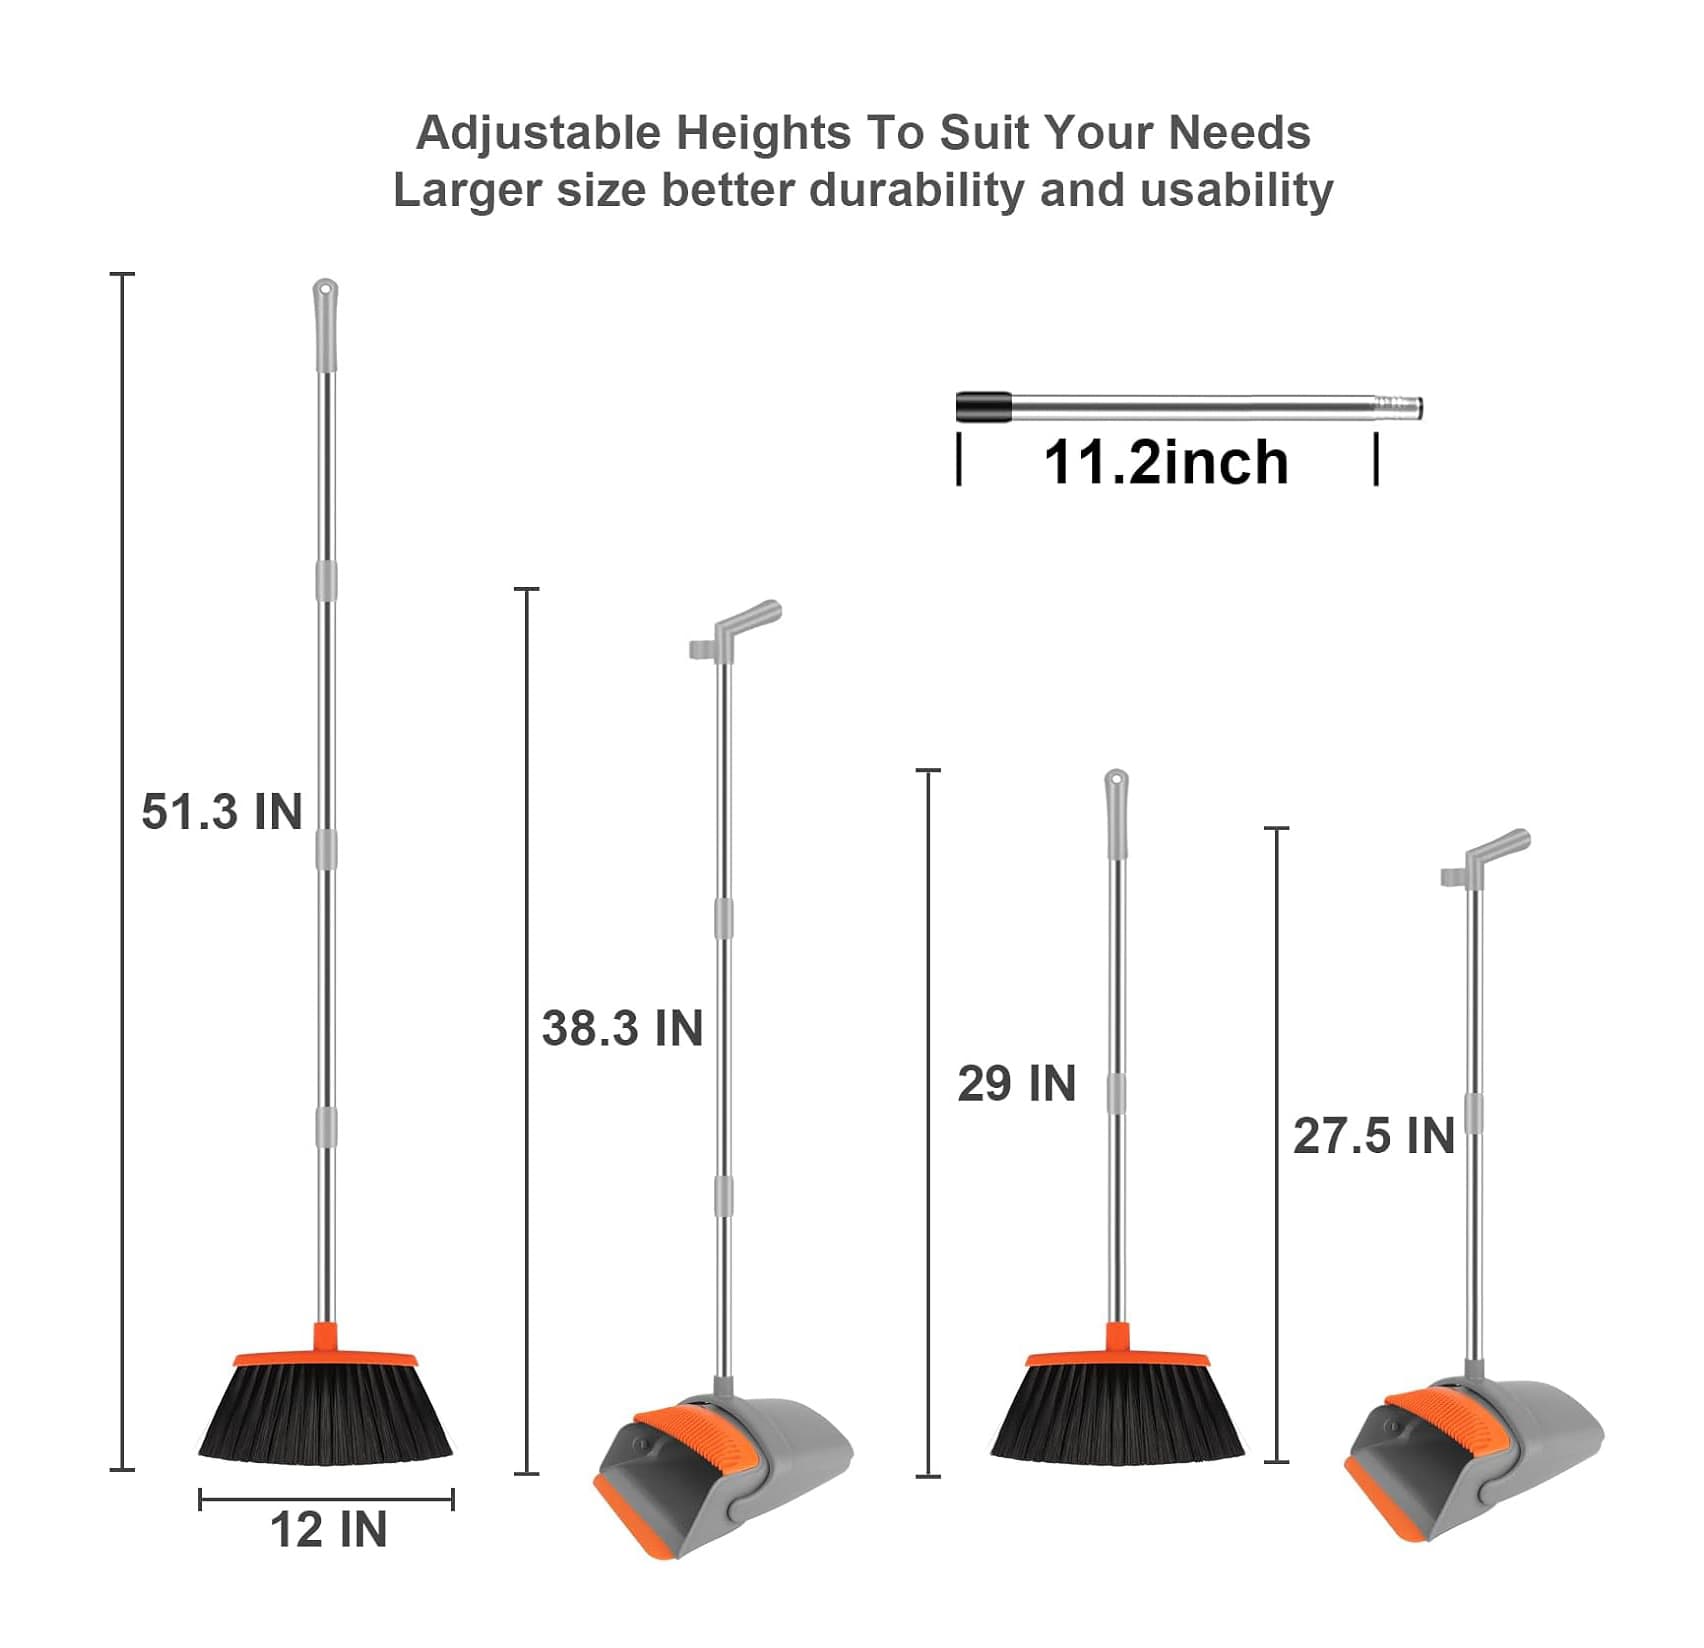 Adjustable Heights To Suit Your Needs
Larger size better durability and usability
11.2inch
51.3 IN
38.3 IN
29 IN
27.5 IN
12 IN